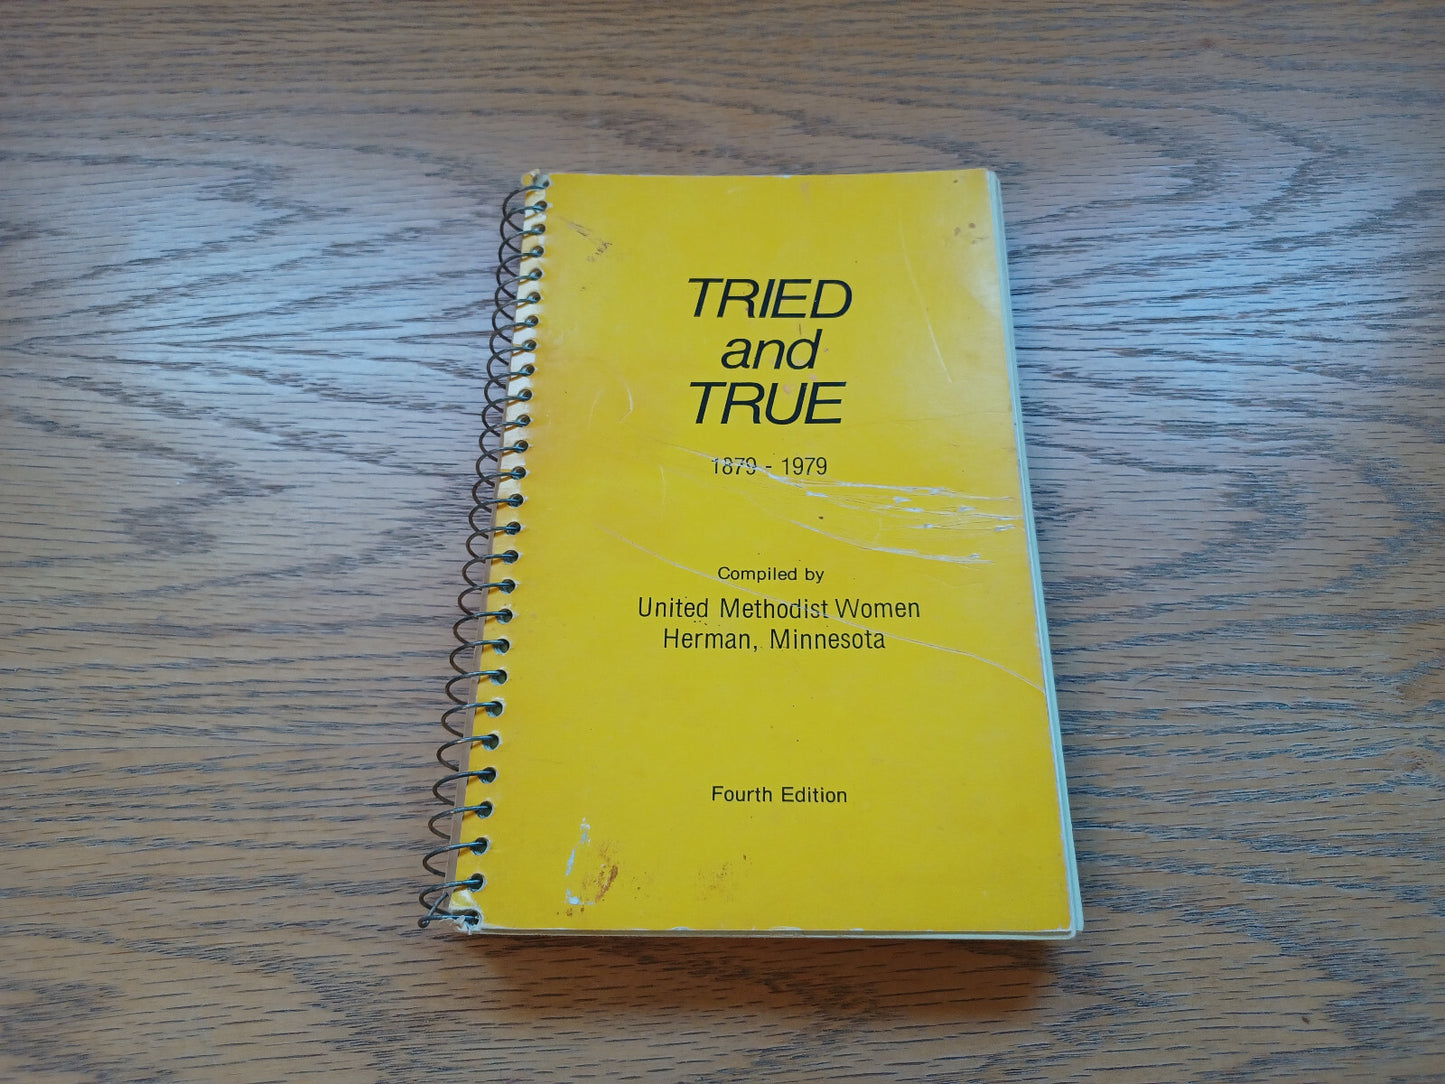 TRIED
and
TRUE
1879 - 1979
Compiled by
United Methodist Women
Herman, Minnesota
Fourth Edition